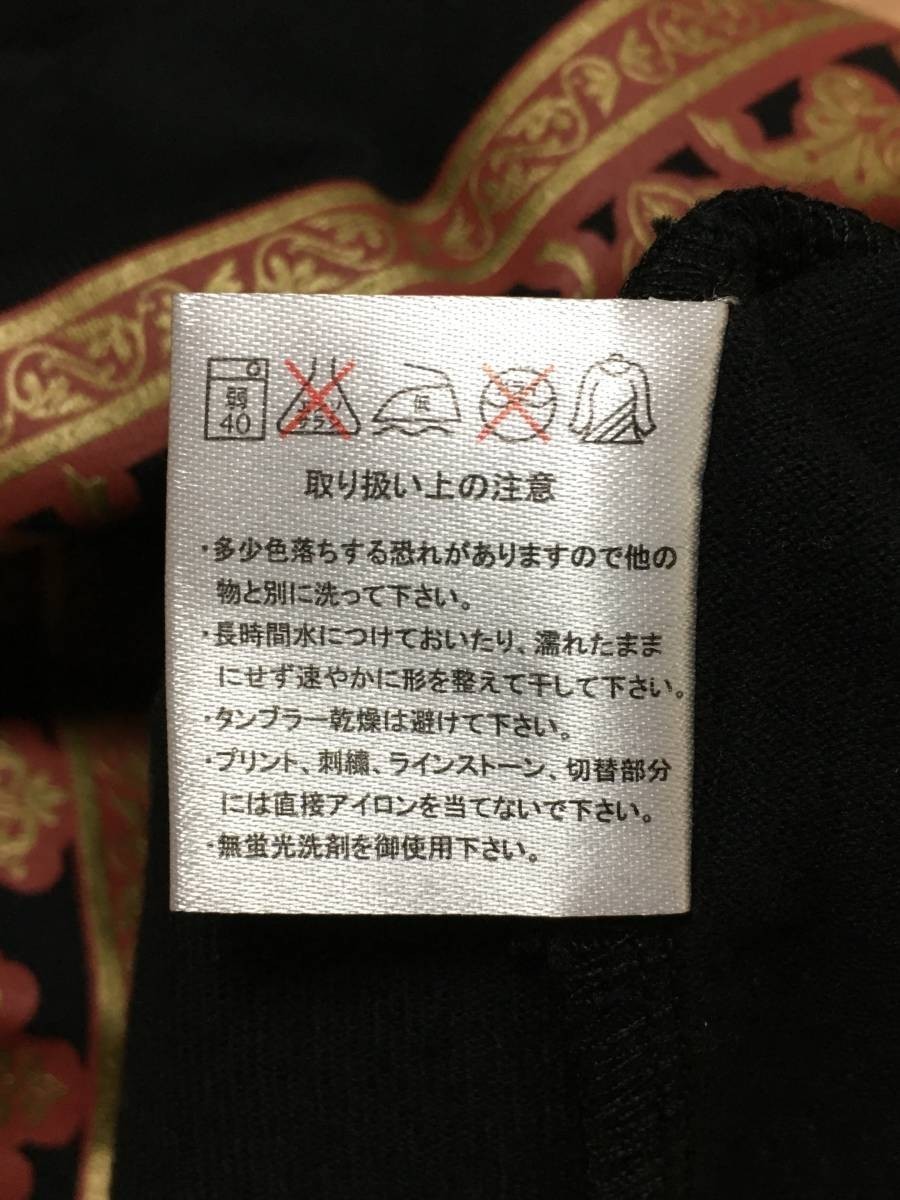 弱
40
低
取り扱い上の注意
・多少色落ちする恐れがありますので他の
物と別に洗って下さい。
・長時間水につけておいたり、濡れたまま
にせず速やかに形を整えて干して下さい。
・タンブラー乾燥は避けて下さい。
・プリント、刺繍、ラインストーン、切替部分
には直接アイロンを当てないで下さい。
・無蛍光洗剤を御使用下さい。